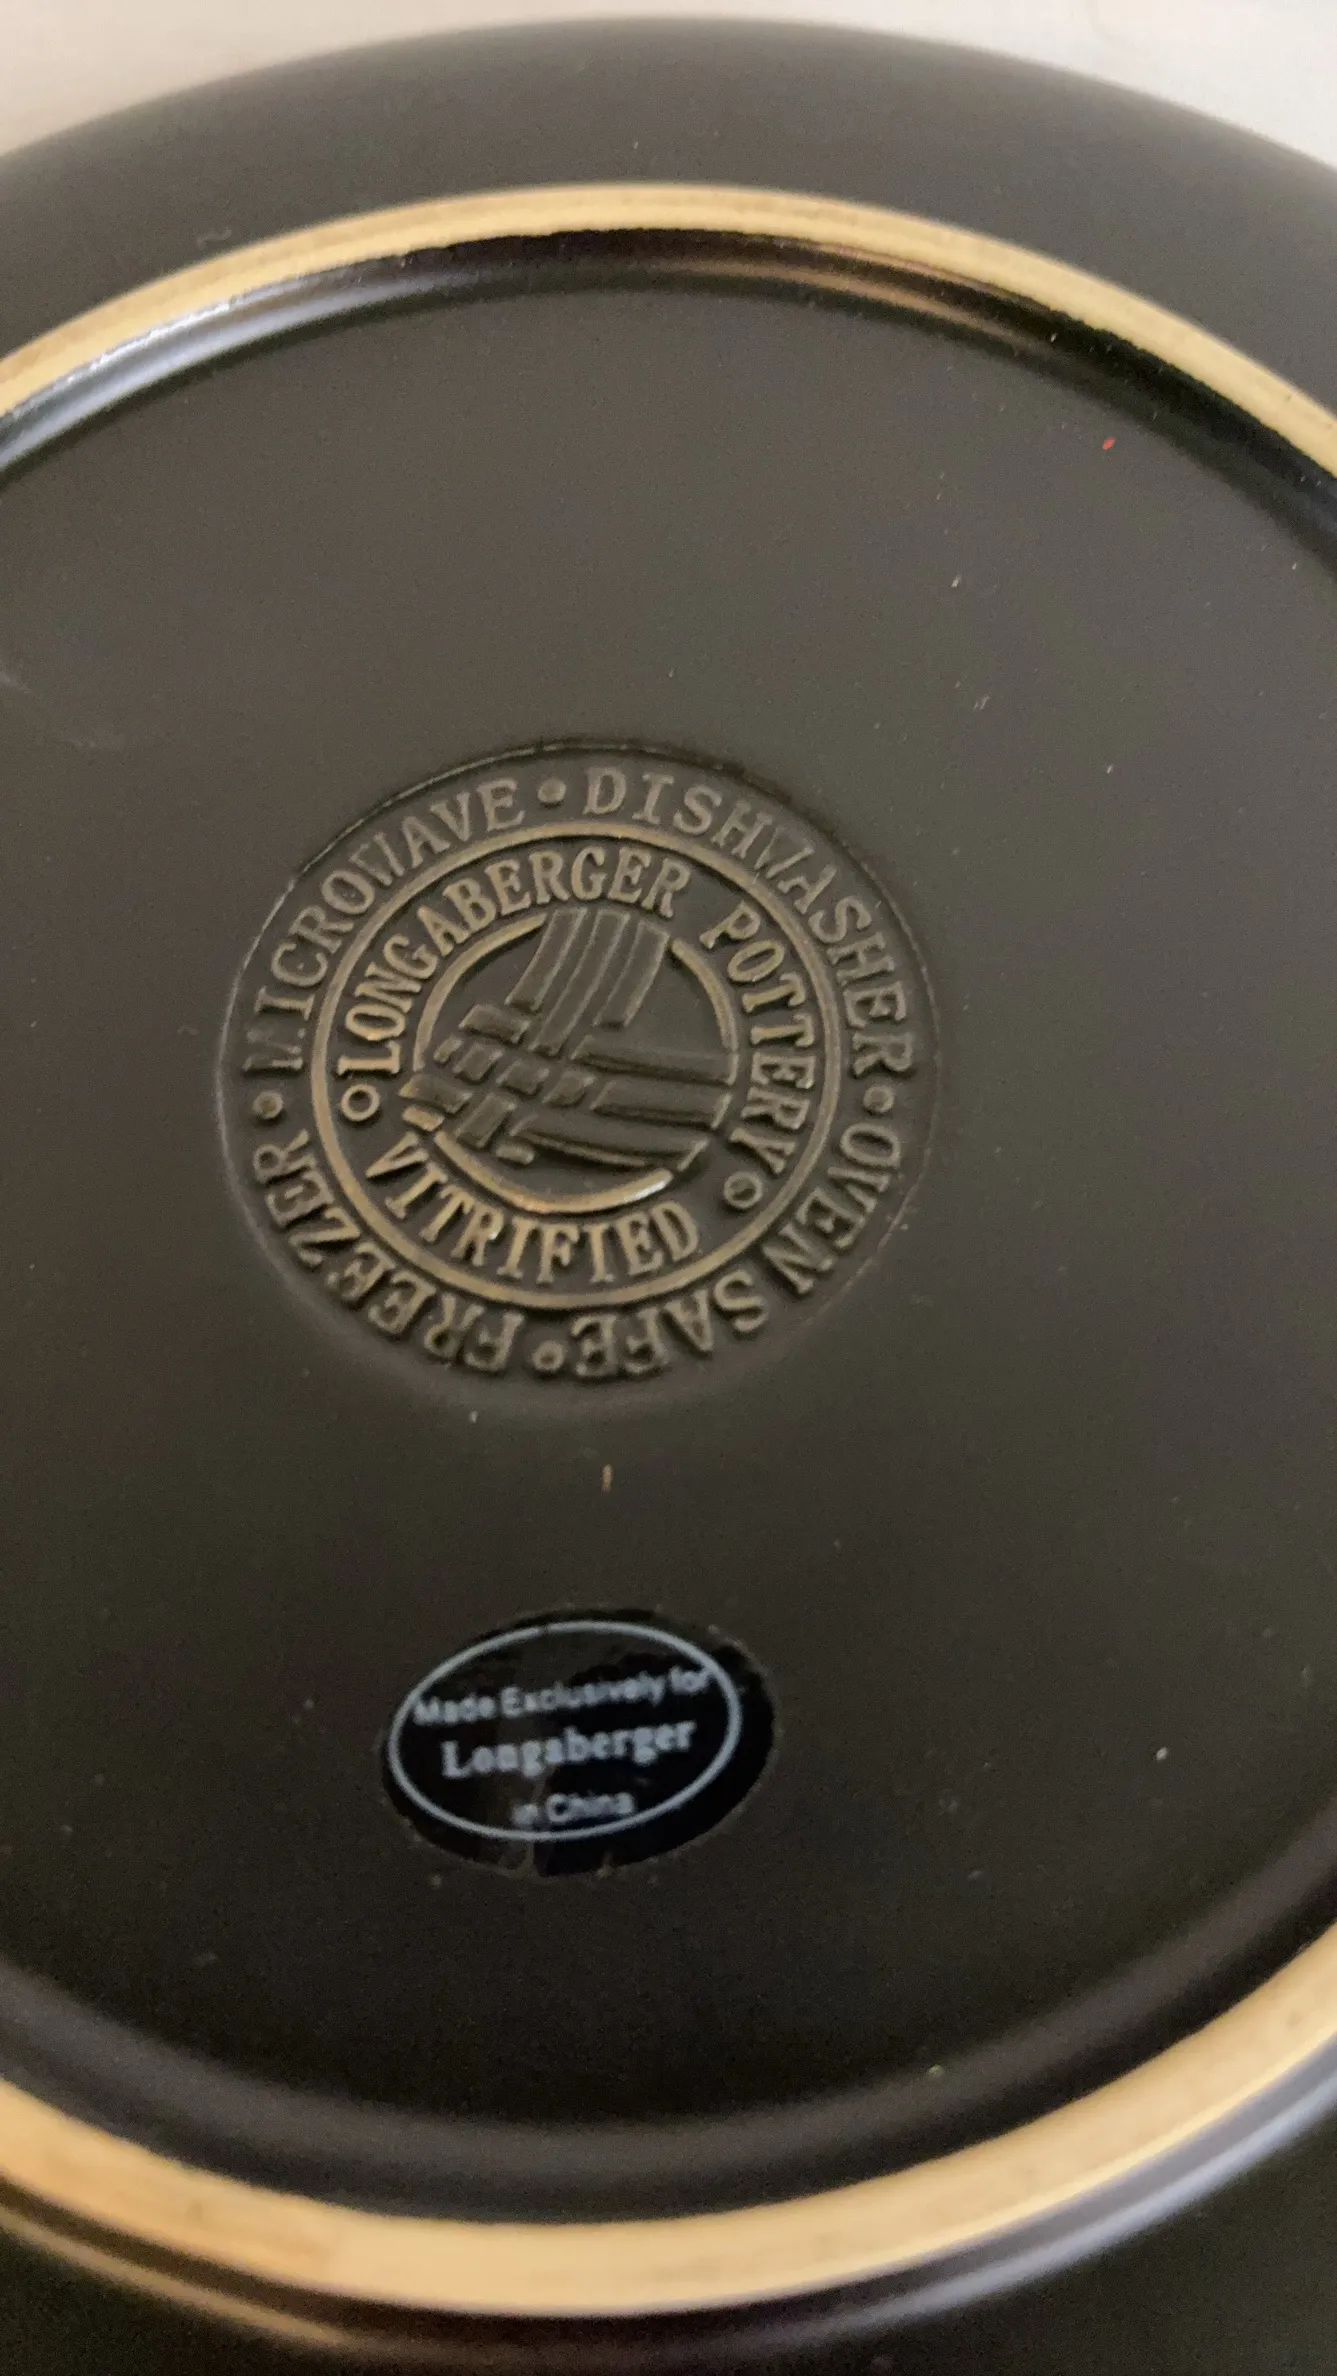 MICROWAVE • DISHWASHER • OVEN SAFE • FREEZER •
LONGABERGER POTTERY
VITRIFIED
Made Exclusively for
Longaberger
in China